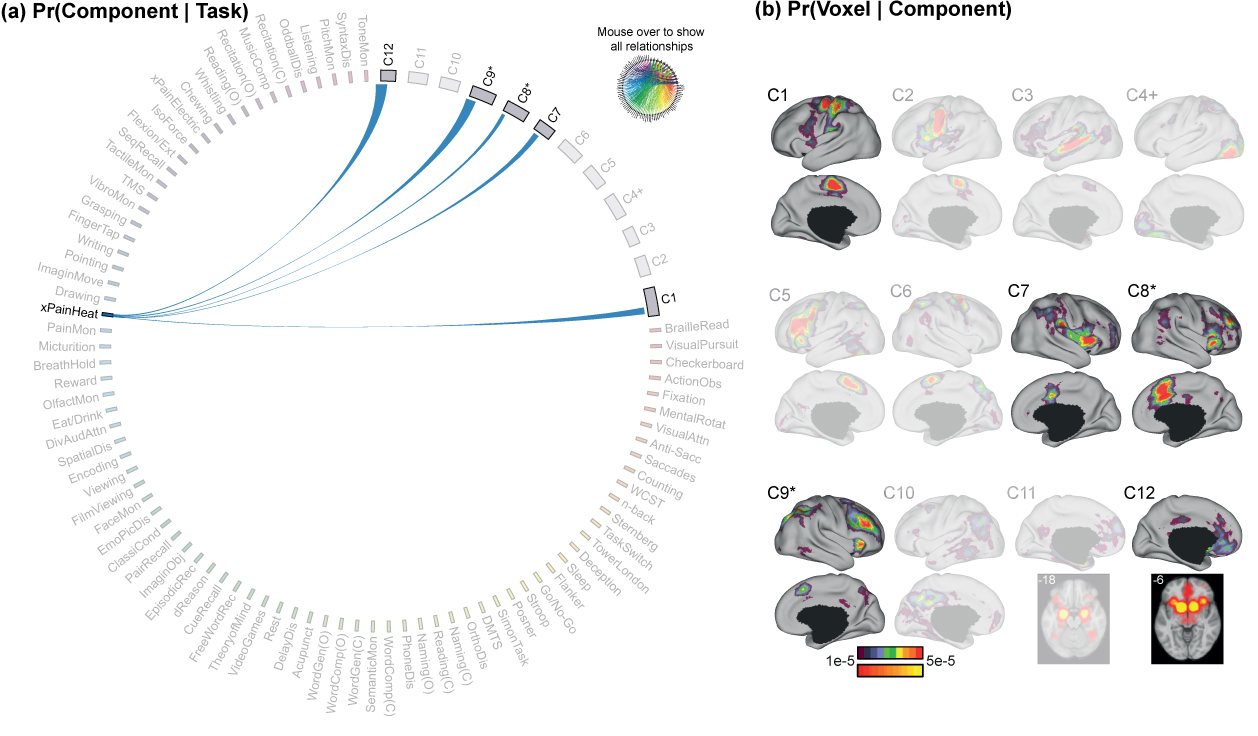 (a) Pr(Component | Task)
(b) Pr(Voxel | Component)
Mouse over to show
all relationships
C12
C11
C10
C9*
C8*
C7
C6
C5
C4+
C3
C2
C1
BrailleRead
VisualPursuit
Checkerboard
ActionObs
Fixation
MentalRotat
VisualAttn
Anti-Sacc
Saccades
Counting
WCST
n-back
Sternberg
TaskSwitch
TowerLondon
Deception
Sleep
Flanker
Go/No-Go
Stroop
Posner
SimonTask
DMTS
OrthoDis
Naming(C)
Reading(C)
Naming(O)
PhoneDis
WordComp(C)
SemanticMon
WordGen(C)
WordComp(O)
WordGen(O)
Acupunct
DelayDis
Rest
VideoGames
TheoryofMind
FreeWordRec
CueRecall
dReason
EpisodicRec
ImaginObj
PairRecall
ClassiCond
EmoPicDis
FaceMon
FilmViewing
Viewing
Encoding
SpatialDis
DivAudAttn
Eat/Drink
OlfactMon
Reward
BreathHold
Micturition
PainMon
xPainHeat
Drawing
ImaginMove
Pointing
Writing
FingerTap
Grasping
VibroMon
TMS
TactileMon
SeqRecall
Flexion/Ext
IsoForce
xPainElectric
Chewing
Whistling
Reading(O)
Recitation(O)
MusicComp
Recitation(C)
OddballDis
Listening
PitchMon
SyntaxDis
ToneMon
C1
C2
C3
C4+
C5
C6
C7
C8*
C9*
C10
C11
C12
-18
-6
1e-5
5e-5